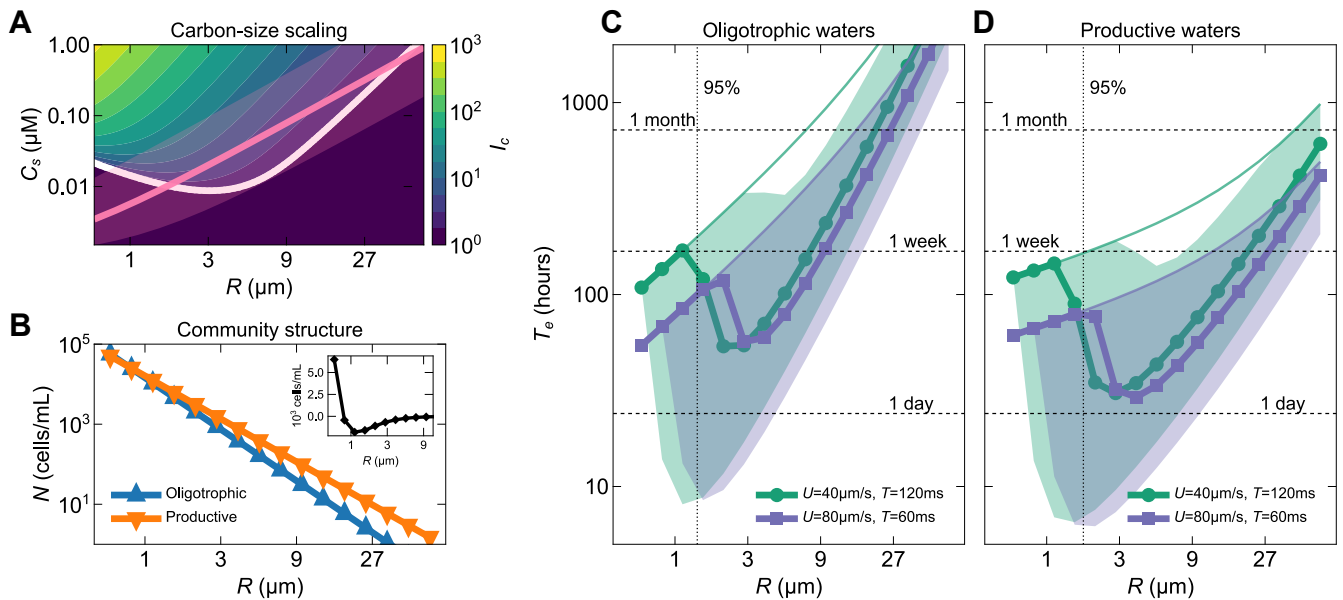 A
Carbon-size scaling
1.00
0.10
0.01
C_s (μM)
1
3
9
27
R (μm)
10³
10²
10¹
10⁰
I_c
B
Community structure
10⁵
10³
10¹
N (cells/mL)
1
3
9
27
R (μm)
Oligotrophic
Productive
5.0
2.5
0.0
10³ cells/mL
1
3
9
R (μm)
C
Oligotrophic waters
1000
100
10
T_e (hours)
95%
1 month
1 week
1 day
U=40μm/s, T=120ms
U=80μm/s, T=60ms
1
3
9
27
R (μm)
D
Productive waters
95%
1 month
1 week
1 day
U=40μm/s, T=120ms
U=80μm/s, T=60ms
1
3
9
27
R (μm)